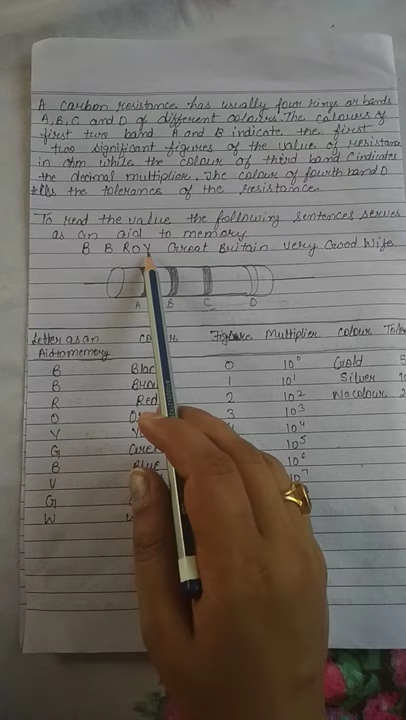 A carbon resistance has usually four rings or bands
A, B, C and D of different colours. The colours of
first two band A and B indicate the first
two significant figures of the value of resistance
in ohm while the colour of third band C indicates
the decimal multiplier. The colour of fourth band D
tells the tolerance of the resistance.
To read the value the following sentences serves
as an aid to memory
B B ROY Great Britain Very Good Wife
A B C D
Letter as an Figure Multiplier colour
Aid to memory
B 0 10⁰ Gold
B 1 10¹ Silver
R Red 2 10² No colour
O 3 10³
Y 10⁴
G Green 10⁵
B Blue 10⁶
V 10⁷
G
W